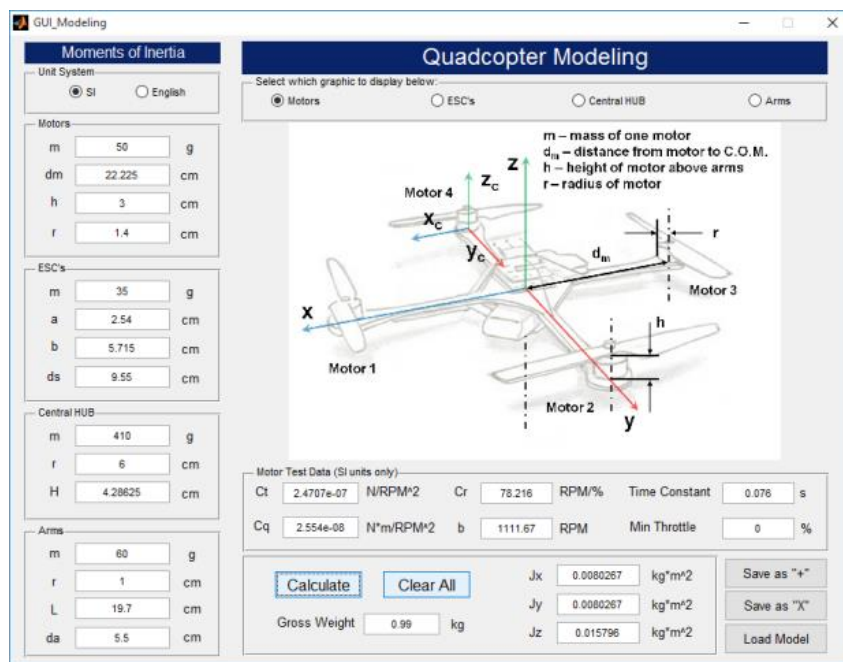 GUI_Modeling
Moments of Inertia
Unit System
SI English
Motors
m 50 g
dm 22.225 cm
h 3 cm
r 1.4 cm
ESC's
m 35 g
a 2.54 cm
b 5.715 cm
ds 9.55 cm
Central HUB
m 410 g
r 6 cm
H 4.28625 cm
Arms
m 60 g
r 1 cm
L 19.7 cm
da 5.5 cm
Quadcopter Modeling
Select which graphic to display below:
Motors ESC's Central HUB Arms
m – mass of one motor
dm – distance from motor to C.O.M.
h – height of motor above arms
r – radius of motor
z
zc
Motor 4
xc
yc
r
dm
Motor 3
x
h
Motor 1
Motor 2
y
Motor Test Data (SI units only)
Ct 2.4707e-07 N/RPM^2 Cr 78.216 RPM/% Time Constant 0.076 s
Cq 2.554e-08 N*m/RPM^2 b 1111.67 RPM Min Throttle 0 %
Calculate Clear All
Gross Weight 0.99 kg
Jx 0.0080267 kg*m^2
Jy 0.0080267 kg*m^2
Jz 0.015796 kg*m^2
Save as "+"
Save as "X"
Load Model